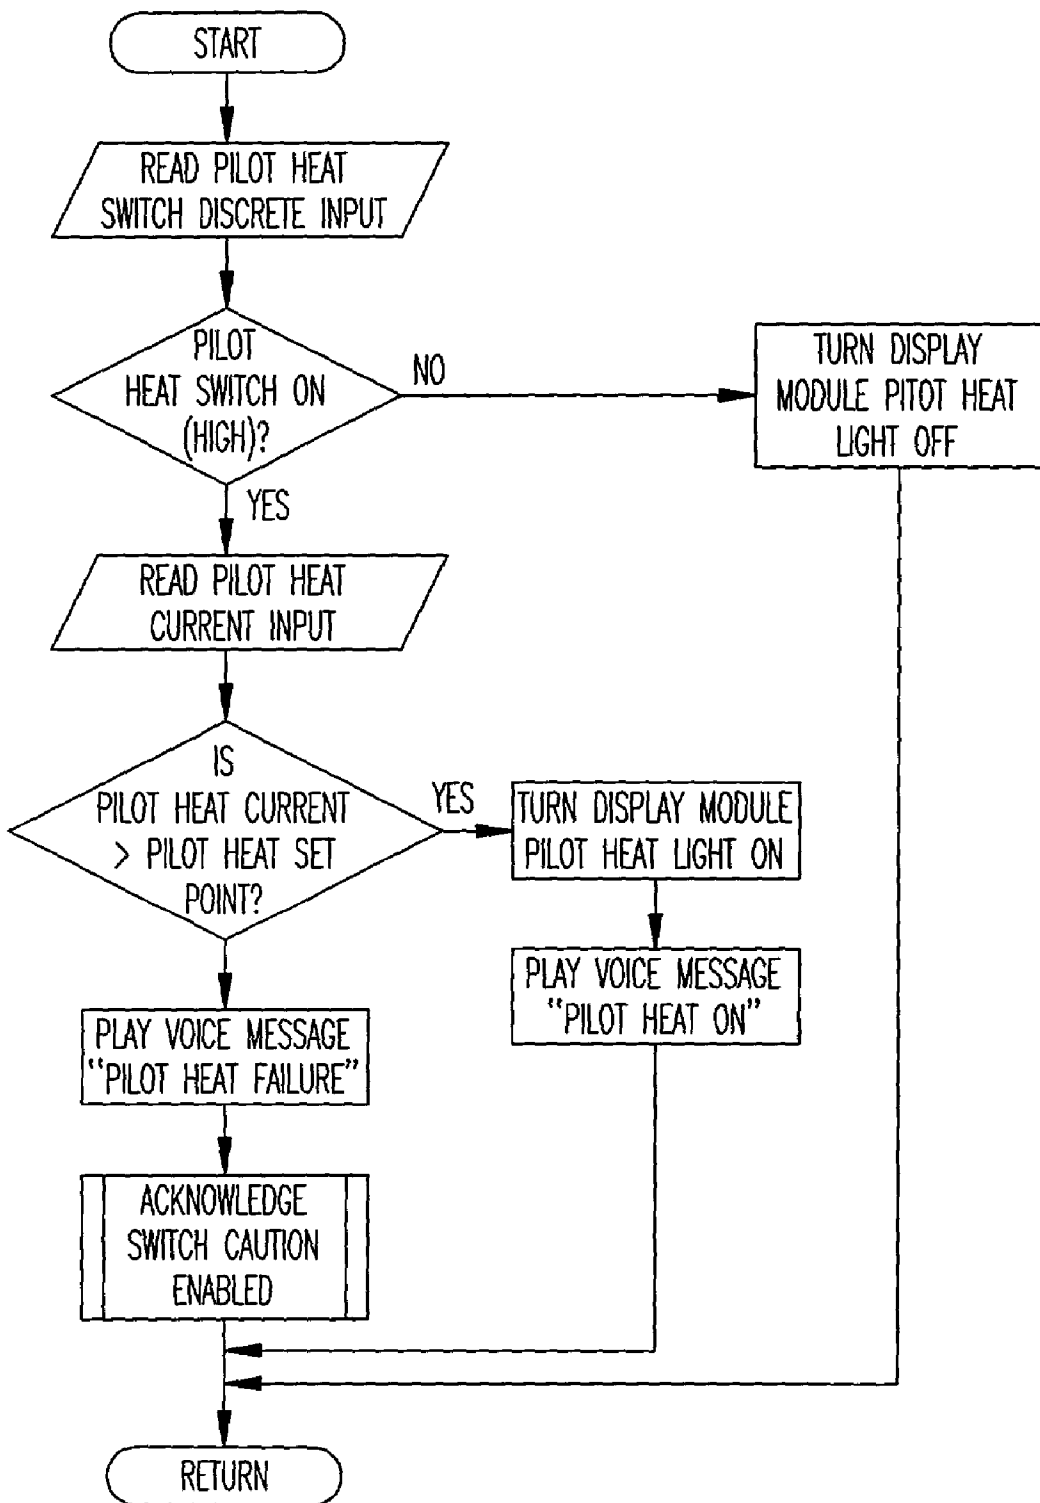 START
READ PILOT HEAT
SWITCH DISCRETE INPUT
PILOT
HEAT SWITCH ON
(HIGH)?
NO
TURN DISPLAY
MODULE PITOT HEAT
LIGHT OFF
YES
READ PILOT HEAT
CURRENT INPUT
IS
PILOT HEAT CURRENT
> PILOT HEAT SET
POINT?
YES
TURN DISPLAY MODULE
PILOT HEAT LIGHT ON
PLAY VOICE MESSAGE
"PILOT HEAT ON"
PLAY VOICE MESSAGE
"PILOT HEAT FAILURE"
ACKNOWLEDGE
SWITCH CAUTION
ENABLED
RETURN